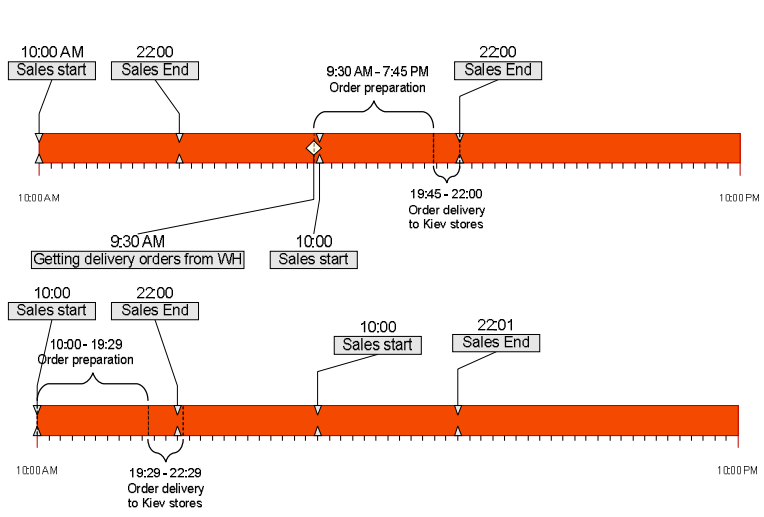 10:00 AM
Sales start
22:00
Sales End
9:30 AM - 7:45 PM
Order preparation
22:00
Sales End
10:00 AM
10:00 PM
19:45 - 22:00
Order delivery
to Kiev stores
9:30 AM
Getting delivery orders from WH
10:00
Sales start
10:00
Sales start
22:00
Sales End
10:00 - 19:29
Order preparation
10:00
Sales start
22:01
Sales End
10:00 AM
10:00 PM
19:29 - 22:29
Order delivery
to Kiev stores